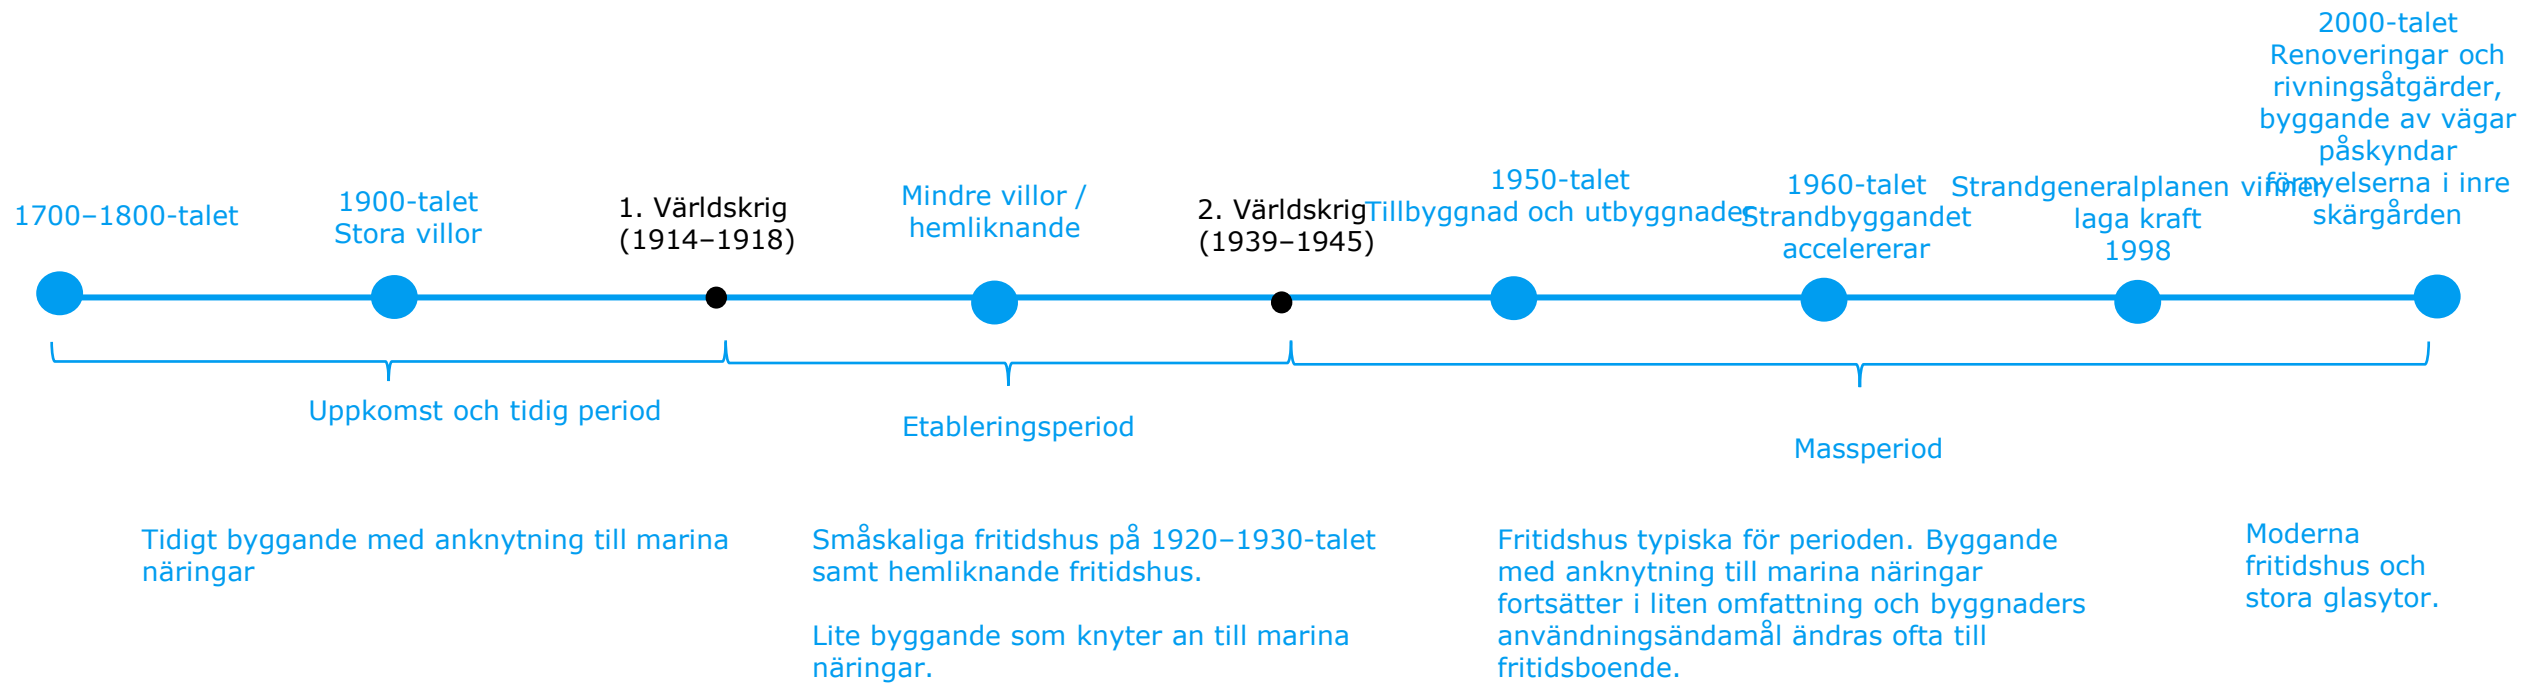 1700–1800-talet
1900-talet
Stora villor
1. Världskrig
(1914–1918)
Mindre villor /
hemliknande
2. Världskrig
(1939–1945)
1950-talet
Tillbyggnad och utbyggnader
1960-talet
Strandbyggandet
accelererar
Strandgeneralplanen vinner
laga kraft
1998
2000-talet
Renoveringar och
rivningsåtgärder,
byggande av vägar
påskyndar
förnyelserna i inre
skärgården
Uppkomst och tidig period
Etableringsperiod
Massperiod
Tidigt byggande med anknytning till marina
näringar
Småskaliga fritidshus på 1920–1930-talet
samt hemliknande fritidshus.
Lite byggande som knyter an till marina
näringar.
Fritidshus typiska för perioden. Byggande
med anknytning till marina näringar
fortsätter i liten omfattning och byggnaders
användningsändamål ändras ofta till
fritidsboende.
Moderna
fritidshus och
stora glasytor.